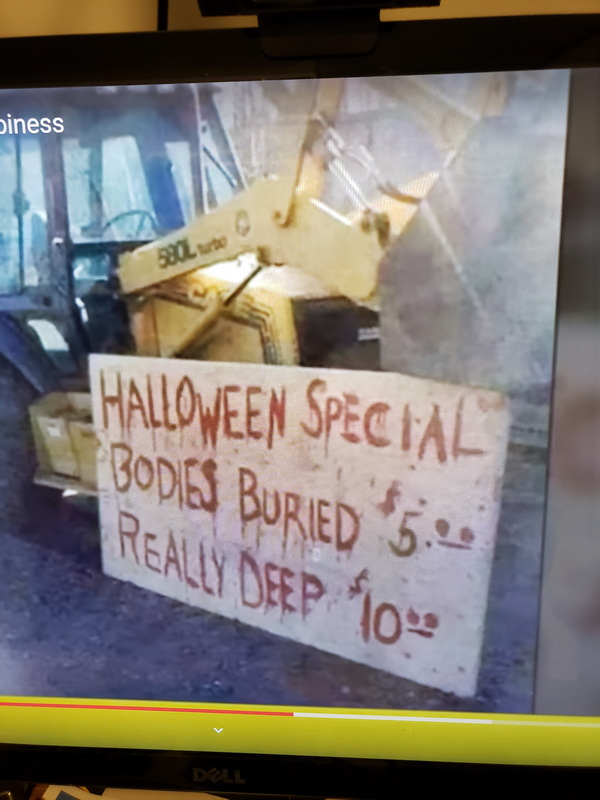 piness
580L turbo
HALLOWEEN SPECIAL
BODIES BURIED $5.00
REALLY DEEP $10.00
DELL